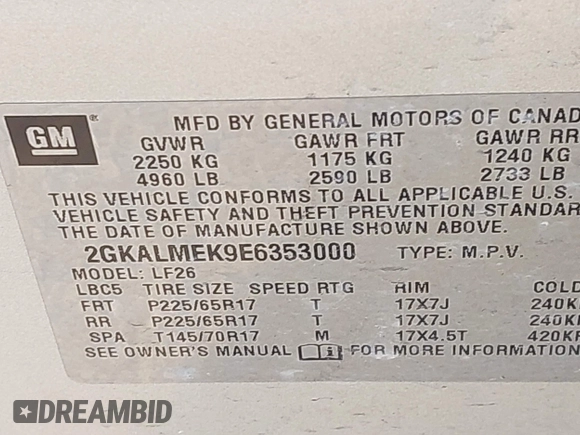 GM ®
MFD BY GENERAL MOTORS OF CANADA
GVWR GAWR FRT GAWR RR
2250 KG 1175 KG 1240 KG
4960 LB 2590 LB 2733 LB
THIS VEHICLE CONFORMS TO ALL APPLICABLE U.S.
VEHICLE SAFETY AND THEFT PREVENTION STANDAR
THE DATE OF MANUFACTURE SHOWN ABOVE.
2GKALMEK9E6353000 TYPE: M.P.V.
MODEL: LF26
LBC5 TIRE SIZE SPEED RTG RIM COLD
FRT P225/65R17 T 17X7J 240K
RR P225/65R17 T 17X7J 240K
SPA T145/70R17 M 17X4.5T 420K
SEE OWNER'S MANUAL FOR MORE INFORMATION
DREAMBID